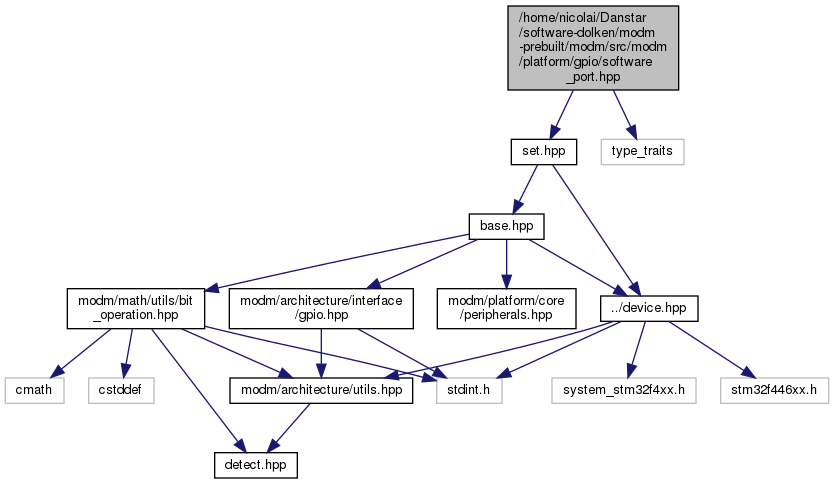 /home/nicolai/Danstar
/software-dolken/modm
-prebuilt/modm/src/modm
/platform/gpio/software
_port.hpp
set.hpp
type_traits
base.hpp
modm/math/utils/bit
_operation.hpp
modm/architecture/interface
/gpio.hpp
modm/platform/core
/peripherals.hpp
../device.hpp
cmath
cstddef
modm/architecture/utils.hpp
stdint.h
system_stm32f4xx.h
stm32f446xx.h
detect.hpp